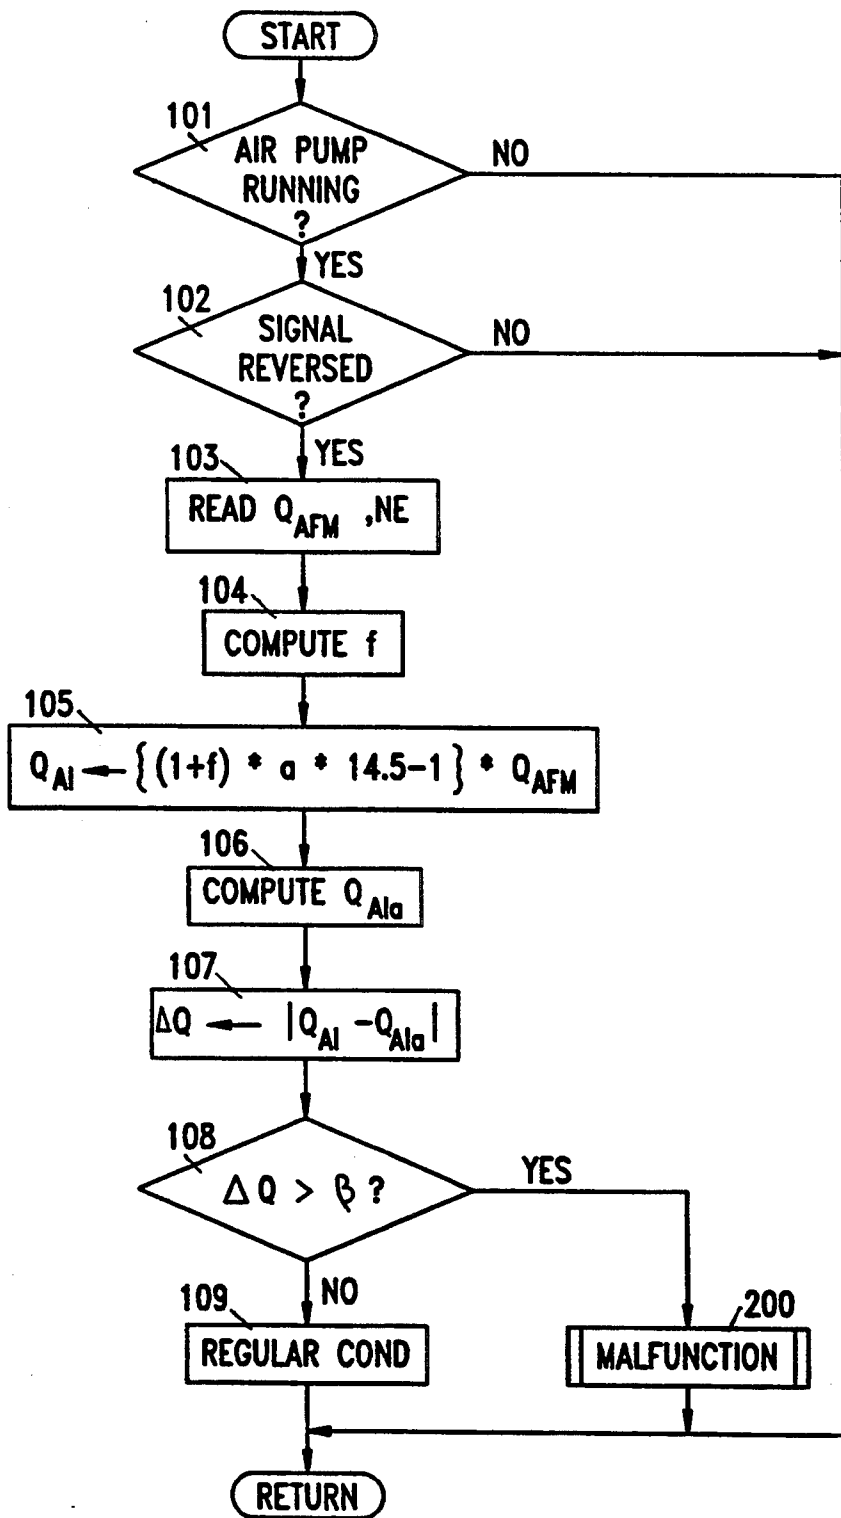 START
101
AIR PUMP
RUNNING
?
NO
YES
102
SIGNAL
REVERSED
?
NO
YES
103
READ Q_AFM ,NE
104
COMPUTE f
105
Q_AI ← {(1+f) * a * 14.5-1} * Q_AFM
106
COMPUTE Q_AIa
107
ΔQ ← |Q_AI -Q_AIa|
108
ΔQ > β ?
YES
NO
109
REGULAR COND
200
MALFUNCTION
RETURN